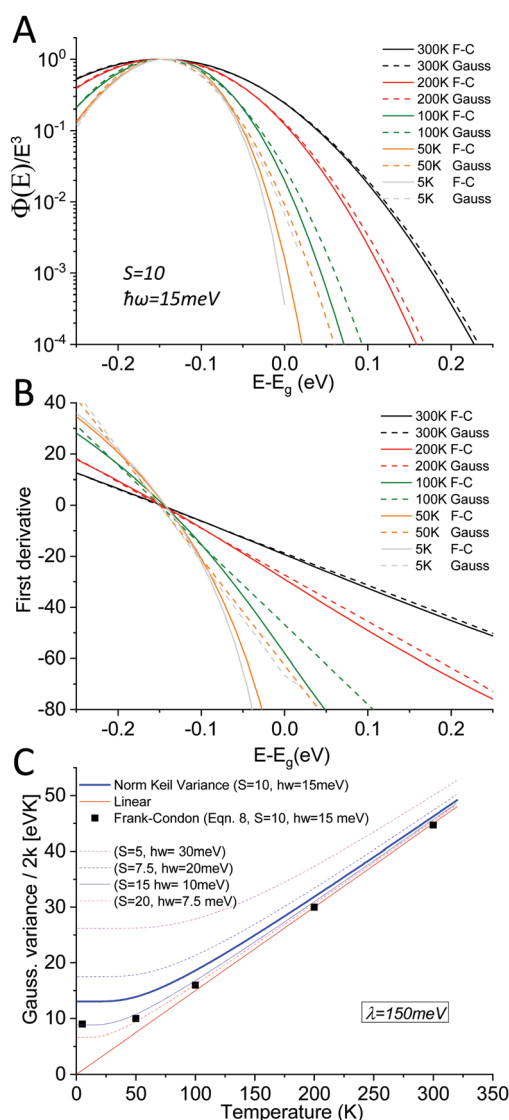 A
Φ(E)/E³
10⁰
10⁻¹
10⁻²
10⁻³
10⁻⁴
300K F-C
300K Gauss
200K F-C
200K Gauss
100K F-C
100K Gauss
50K F-C
50K Gauss
5K F-C
5K Gauss
S=10
ħω=15meV
-0.2 -0.1 0.0 0.1 0.2
E-Eg (eV)
B
First derivative
40
20
0
-20
-40
-60
-80
300K F-C
300K Gauss
200K F-C
200K Gauss
100K F-C
100K Gauss
50K F-C
50K Gauss
5K F-C
5K Gauss
-0.2 -0.1 0.0 0.1 0.2
E-Eg(eV)
C
Gauss. variance / 2k [eVK]
50
40
30
20
10
0
Norm Keil Variance (S=10, hw=15meV)
Linear
Frank-Condon (Eqn. 8, S=10, hw=15 meV)
(S=5, hw= 30meV)
(S=7.5, hw=20meV)
(S=15 hw= 10meV)
(S=20, hw=7.5 meV)
λ=150meV
0 50 100 150 200 250 300 350
Temperature (K)